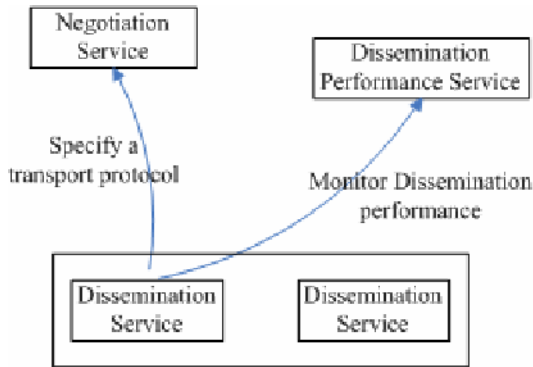 Negotiation
Service
Dissemination
Performance Service
Specify a
transport protocol
Monitor Dissemination
performance
Dissemination
Service
Dissemination
Service